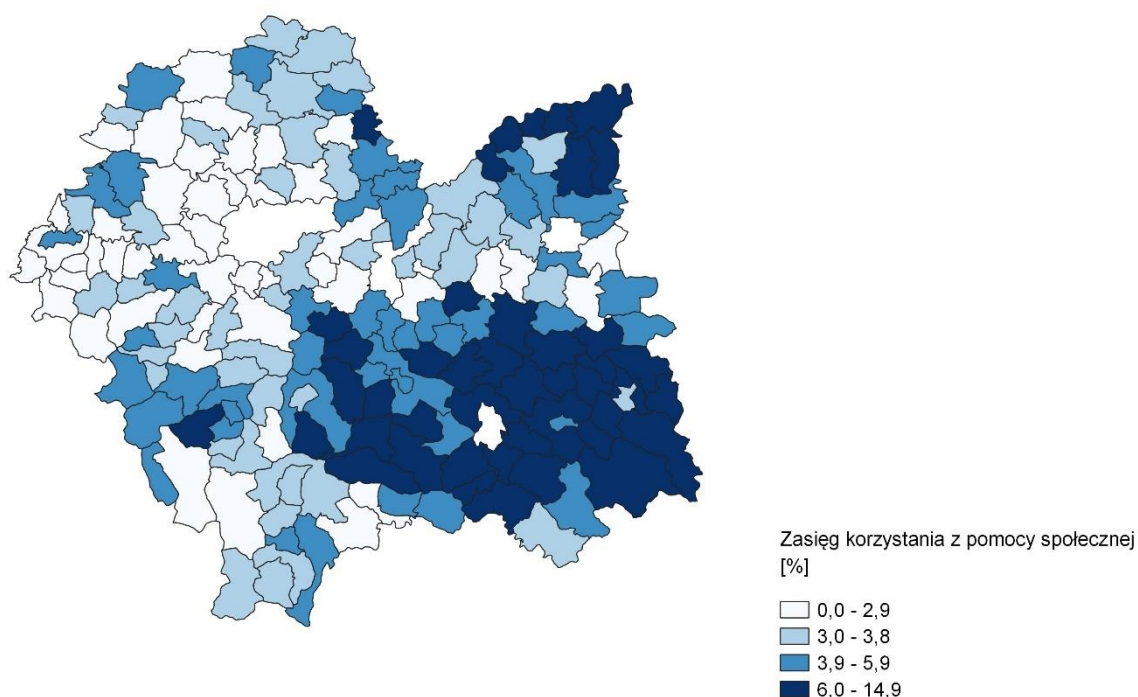 Zasięg korzystania z pomocy społecznej
[%]
0,0 - 2,9
3,0 - 3,8
3,9 - 5,9
6,0 - 14,9